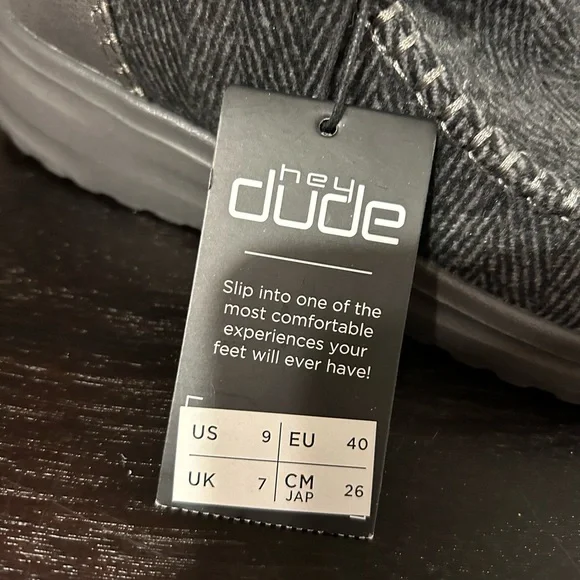 hey
dude
Slip into one of the
most comfortable
experiences your
feet will ever have!
US 9 EU 40
UK 7 CM JAP 26